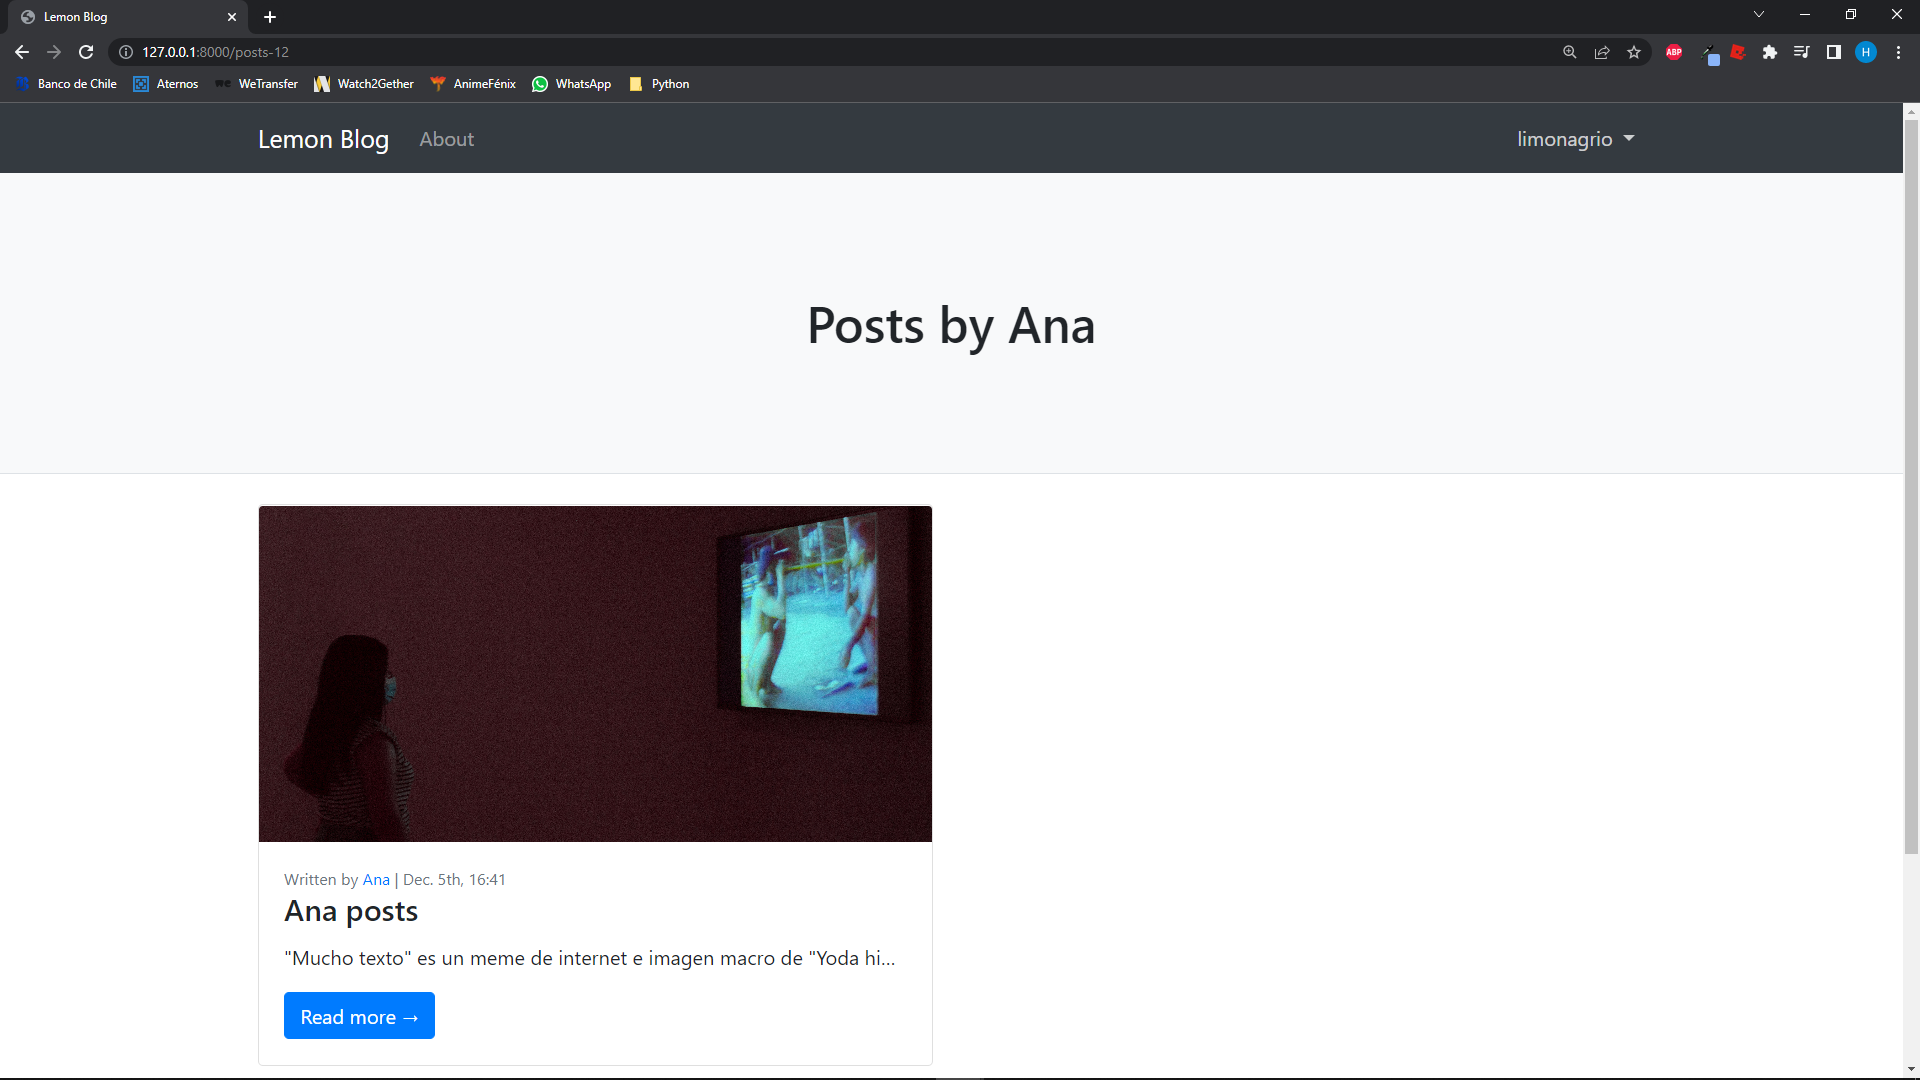 Lemon Blog
127.0.0.1:8000/posts-12
ABP
H
Banco de Chile
Aternos
we WeTransfer
Watch2Gether
AnimeFénix
WhatsApp
Python
Lemon Blog
About
limonagrio
Posts by Ana
Written by Ana | Dec. 5th, 16:41
Ana posts
"Mucho texto" es un meme de internet e imagen macro de "Yoda hi...
Read more →